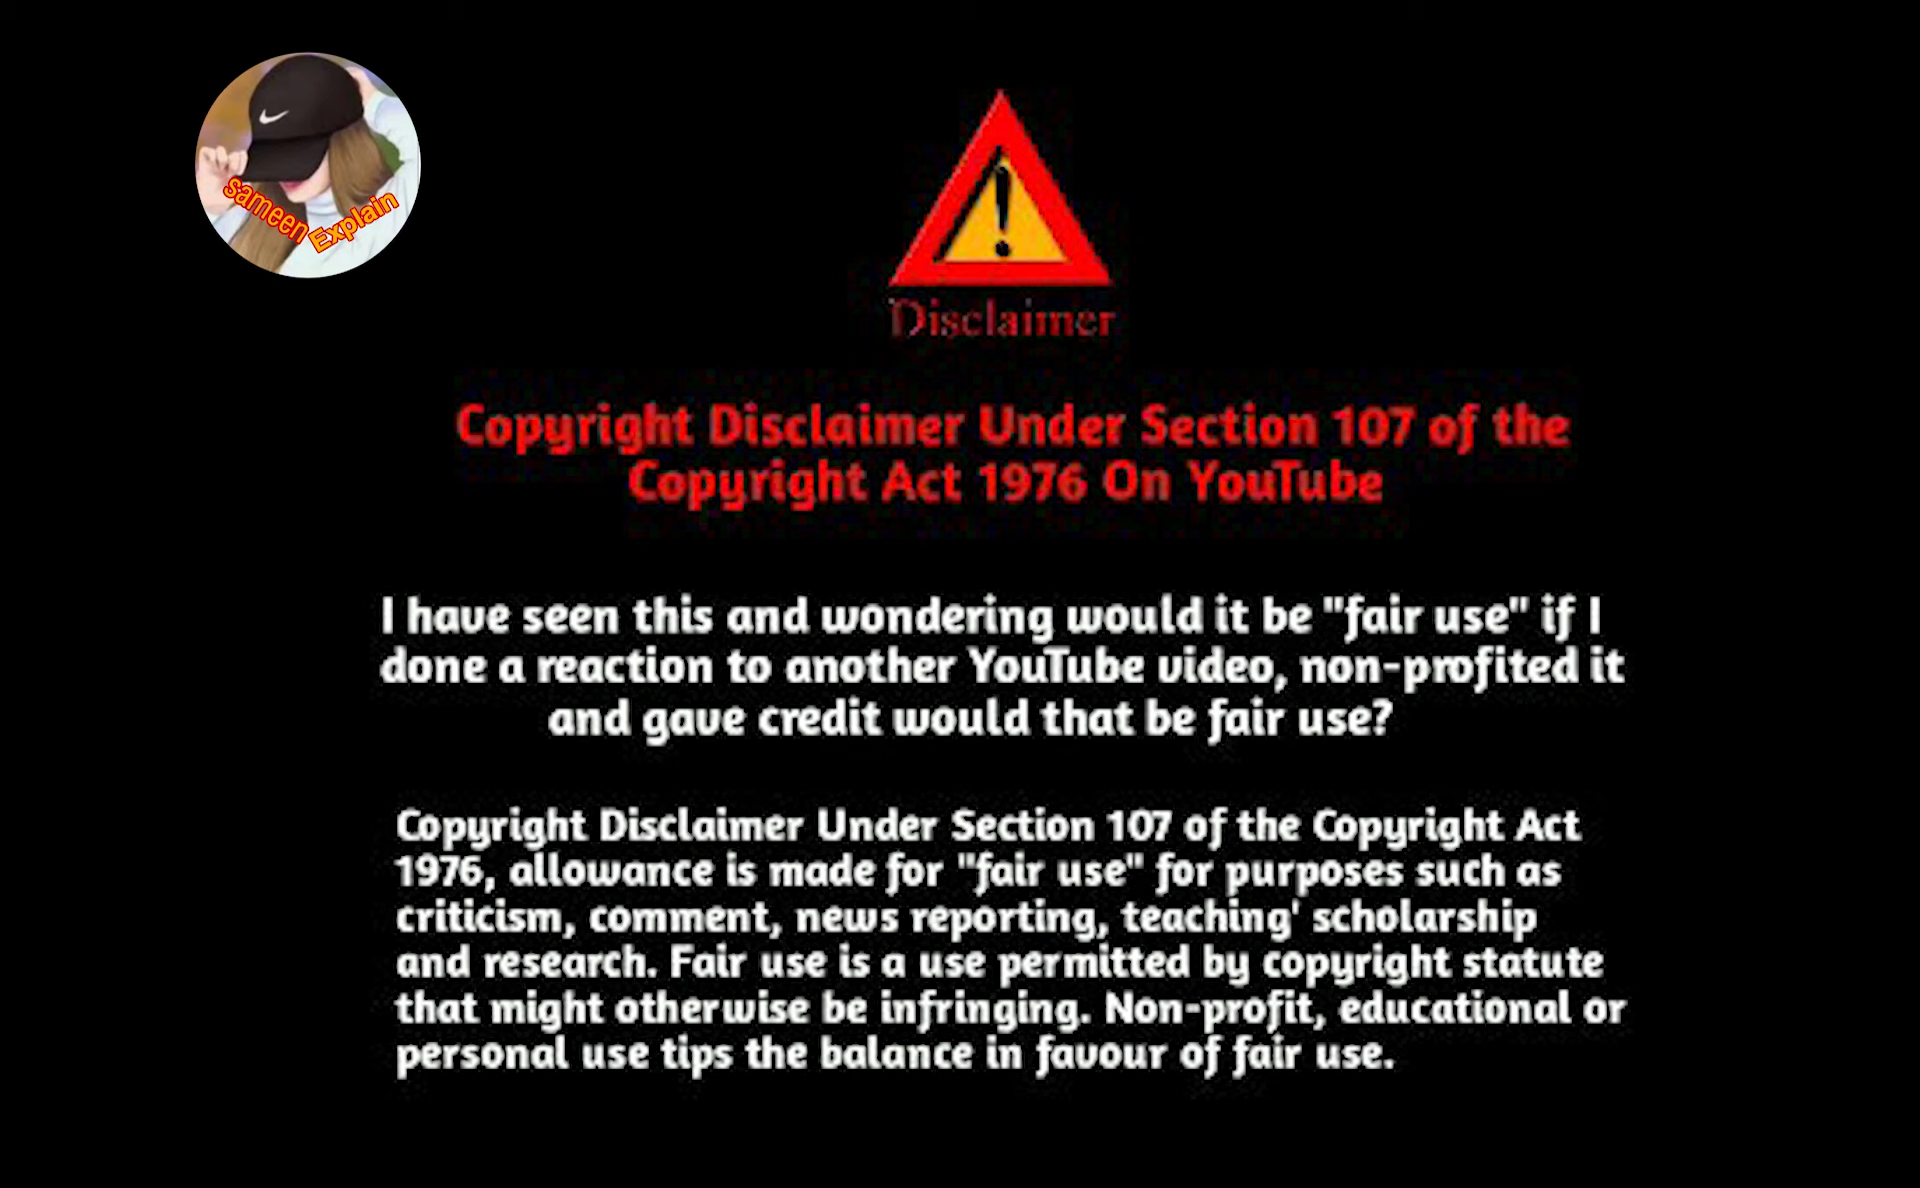 sameen Explain
Disclaimer
Copyright Disclaimer Under Section 107 of the
Copyright Act 1976 On YouTube
I have seen this and wondering would it be "fair use" if I
done a reaction to another YouTube video, non-profited it
and gave credit would that be fair use?
Copyright Disclaimer Under Section 107 of the Copyright Act
1976, allowance is made for "fair use" for purposes such as
criticism, comment, news reporting, teaching' scholarship
and research. Fair use is a use permitted by copyright statute
that might otherwise be infringing. Non-profit, educational or
personal use tips the balance in favour of fair use.